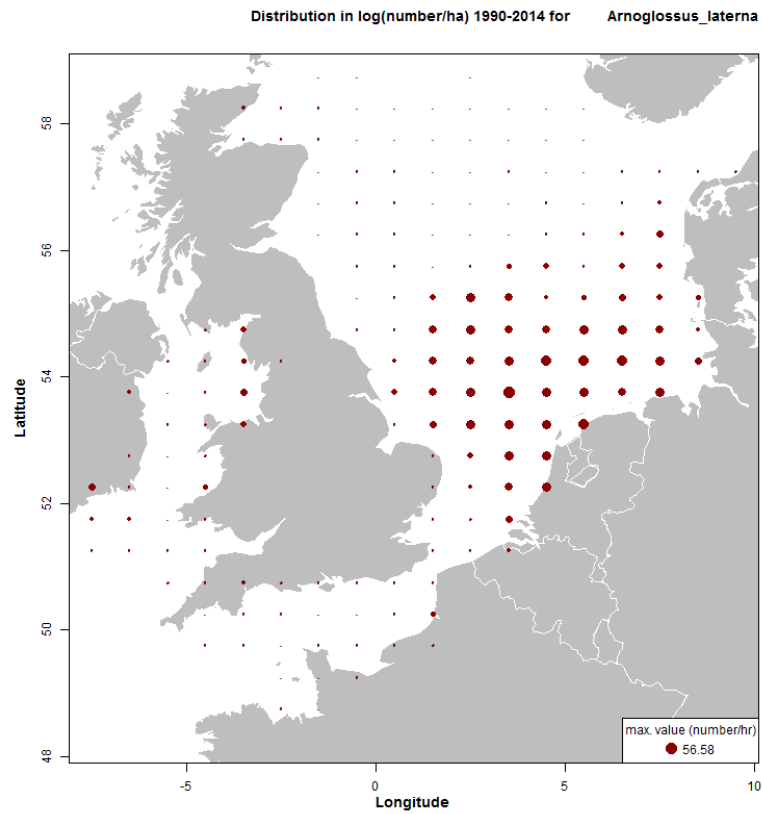 Distribution in log(number/ha) 1990-2014 for Arnoglossus_laterna
58
56
54
52
50
48
Latitude
max. value (number/hr)
56.58
-5 0 5 10
Longitude